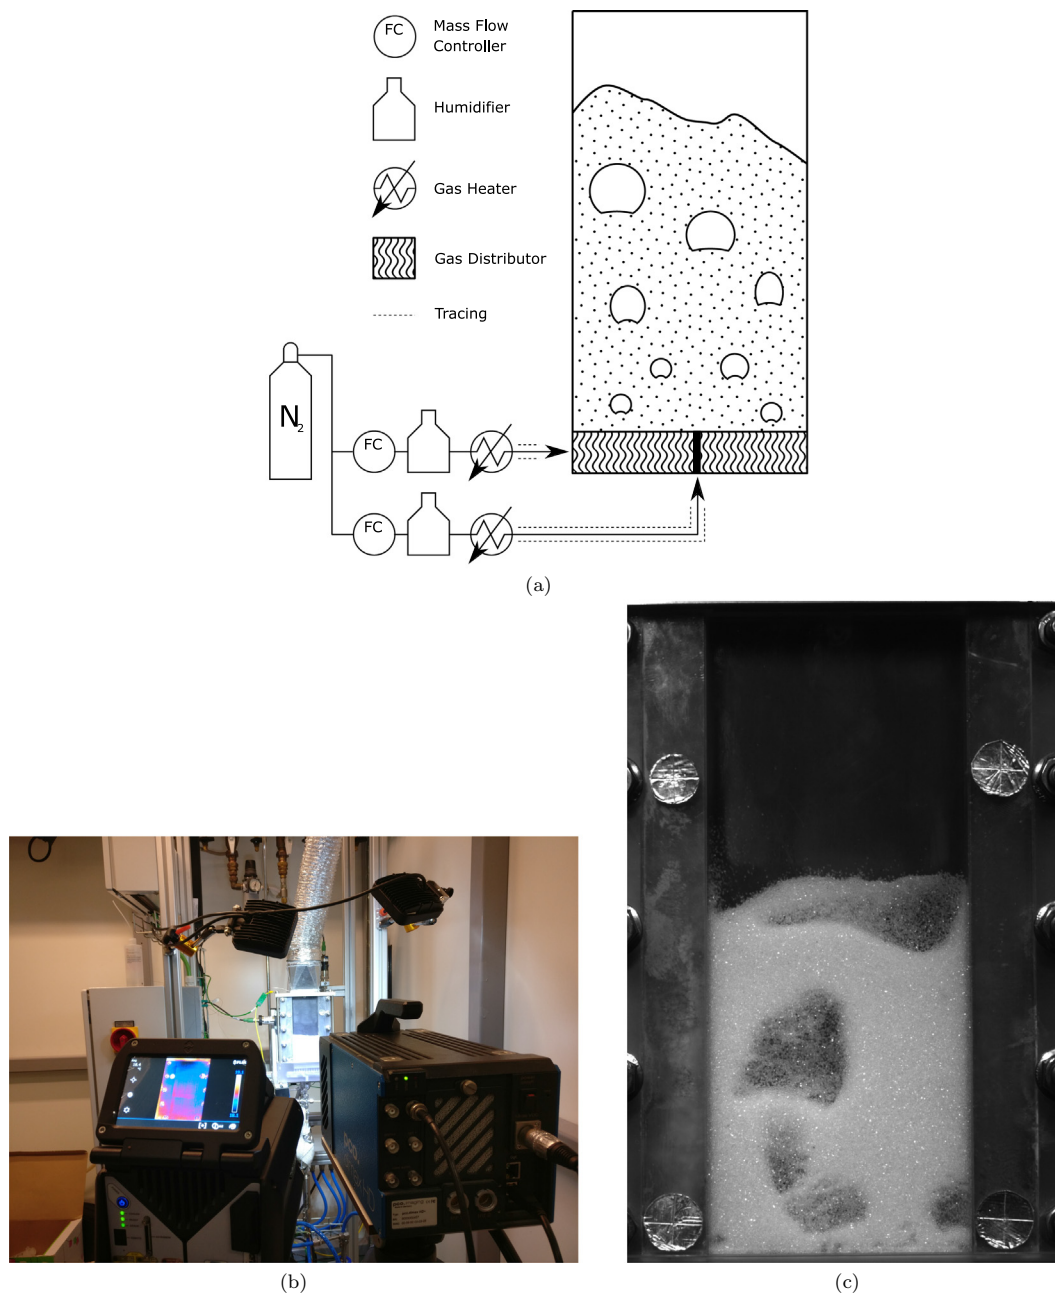 FC
Mass Flow
Controller
Humidifier
Gas Heater
Gas Distributor
Tracing
N2
FC
FC
(a)
(b)
(c)